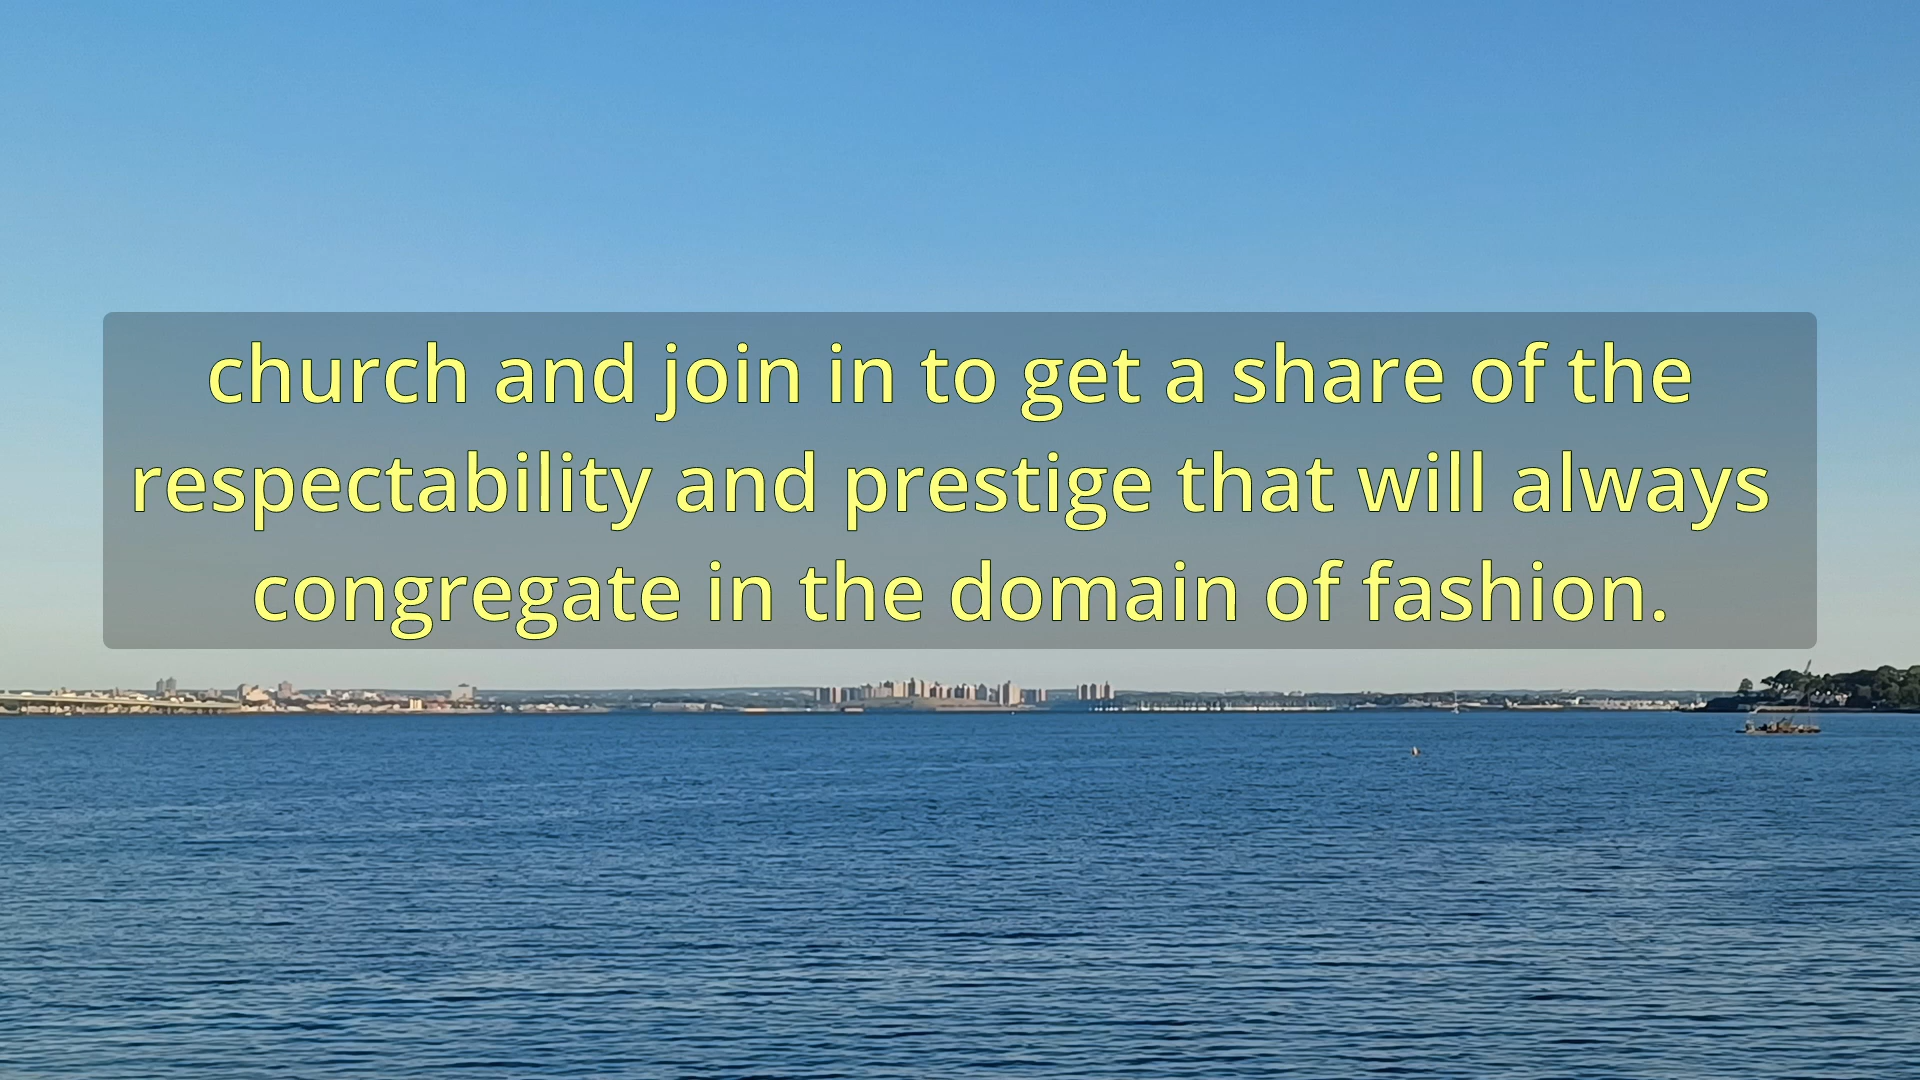 church and join in to get a share of the
respectability and prestige that will always
congregate in the domain of fashion.